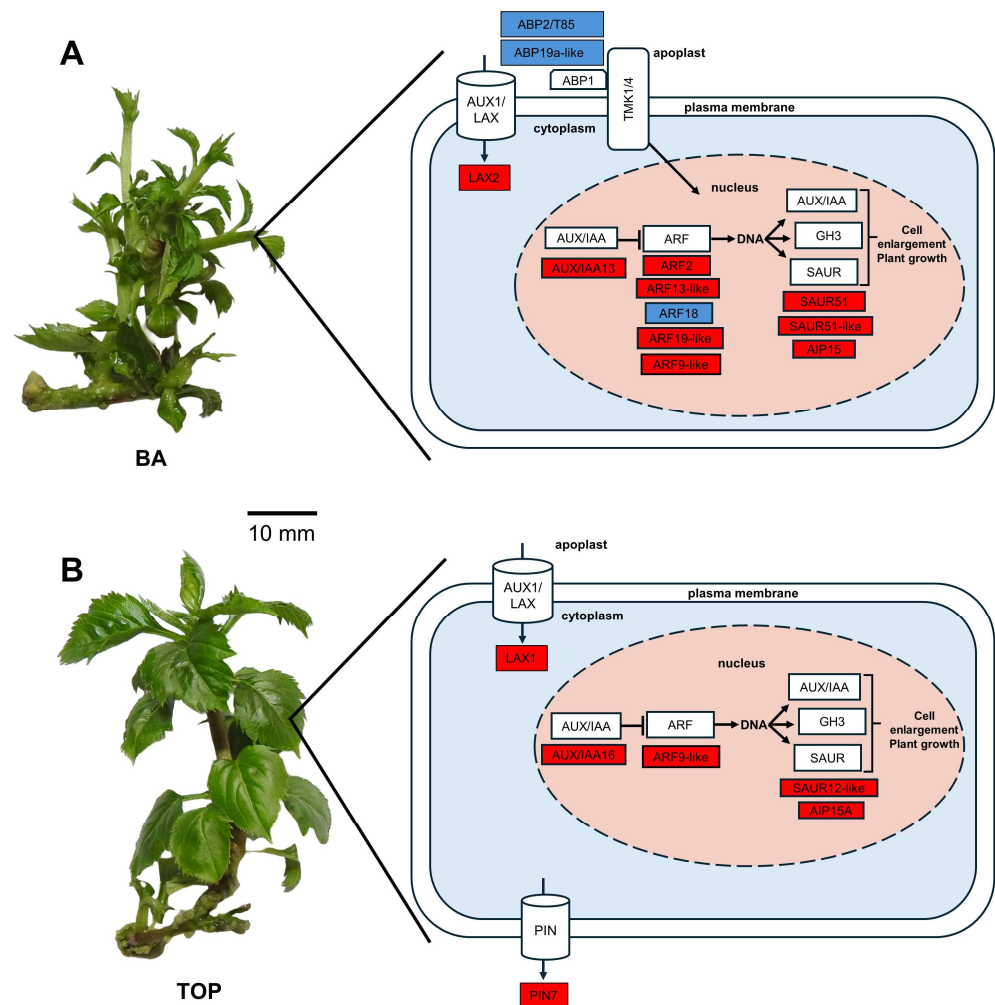 A
ABP2/T85
ABP19a-like
apoplast
ABP1
TMK1/4
AUX1/
LAX
plasma membrane
cytoplasm
LAX2
nucleus
AUX/IAA
ARF
DNA
AUX/IAA
GH3
SAUR
Cell
enlargement
Plant growth
AUX/IAA13
ARF2
ARF13-like
ARF18
ARF19-like
ARF9-like
SAUR51
SAUR51-like
AIP15
BA
10 mm
B
apoplast
AUX1/
LAX
plasma membrane
cytoplasm
LAX1
nucleus
AUX/IAA
ARF
DNA
AUX/IAA
GH3
SAUR
Cell
enlargement
Plant growth
AUX/IAA16
ARF9-like
SAUR12-like
AIP15A
PIN
PIN7
TOP